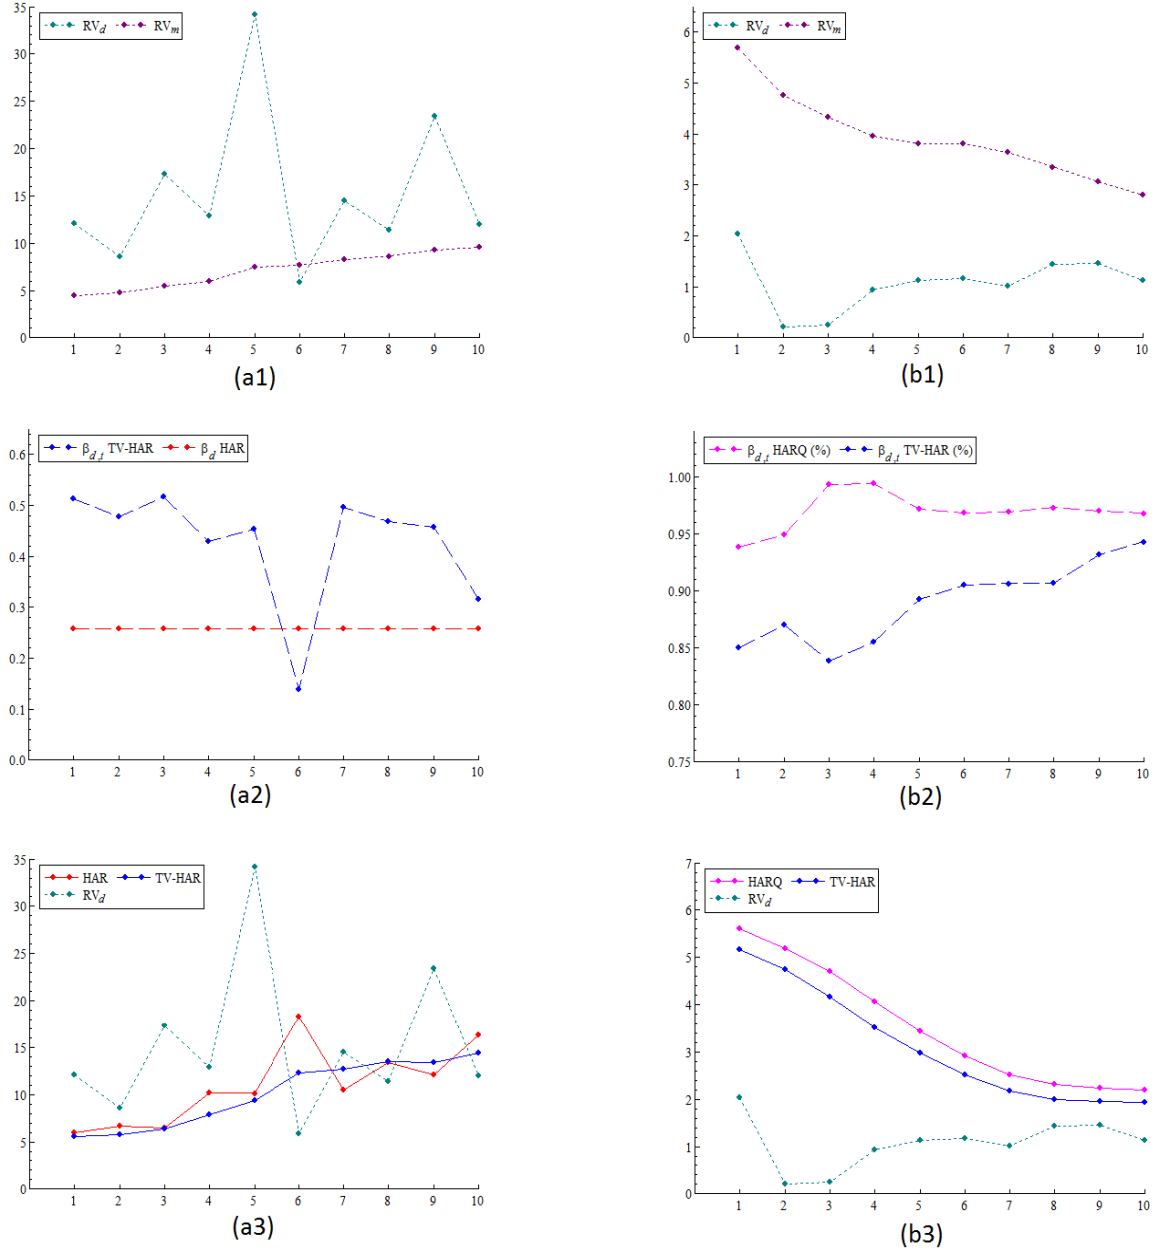 RVd RVm
35
30
25
20
15
10
5
0
1 2 3 4 5 6 7 8 9 10
(a1)
RVd RVm
6
5
4
3
2
1
0
1 2 3 4 5 6 7 8 9 10
(b1)
βd,t TV-HAR βd HAR
0.6
0.5
0.4
0.3
0.2
0.1
0.0
1 2 3 4 5 6 7 8 9 10
(a2)
βd,t HARQ (%) βd,t TV-HAR (%)
1.00
0.95
0.90
0.85
0.80
0.75
1 2 3 4 5 6 7 8 9 10
(b2)
35
HAR TV-HAR
RVd
30
25
20
15
10
5
0
1 2 3 4 5 6 7 8 9 10
(a3)
7
HARQ TV-HAR
RVd
6
5
4
3
2
1
0
1 2 3 4 5 6 7 8 9 10
(b3)